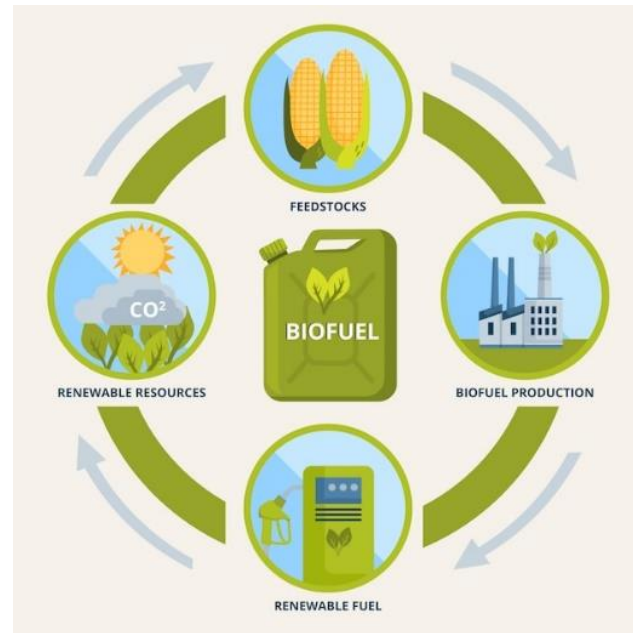 FEEDSTOCKS
CO²
BIOFUEL
RENEWABLE RESOURCES
BIOFUEL PRODUCTION
RENEWABLE FUEL